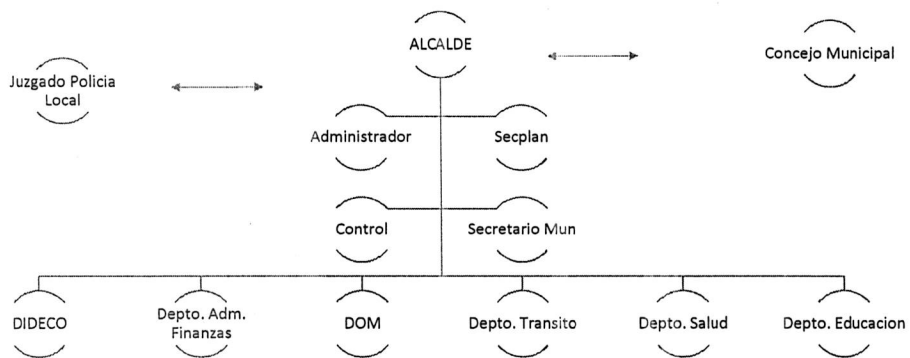 ALCALDE
Concejo Municipal
Juzgado Policia
Local
Administrador
Secplan
Control
Secretario Mun
DIDECO
Depto. Adm.
Finanzas
DOM
Depto. Transito
Depto. Salud
Depto. Educacion